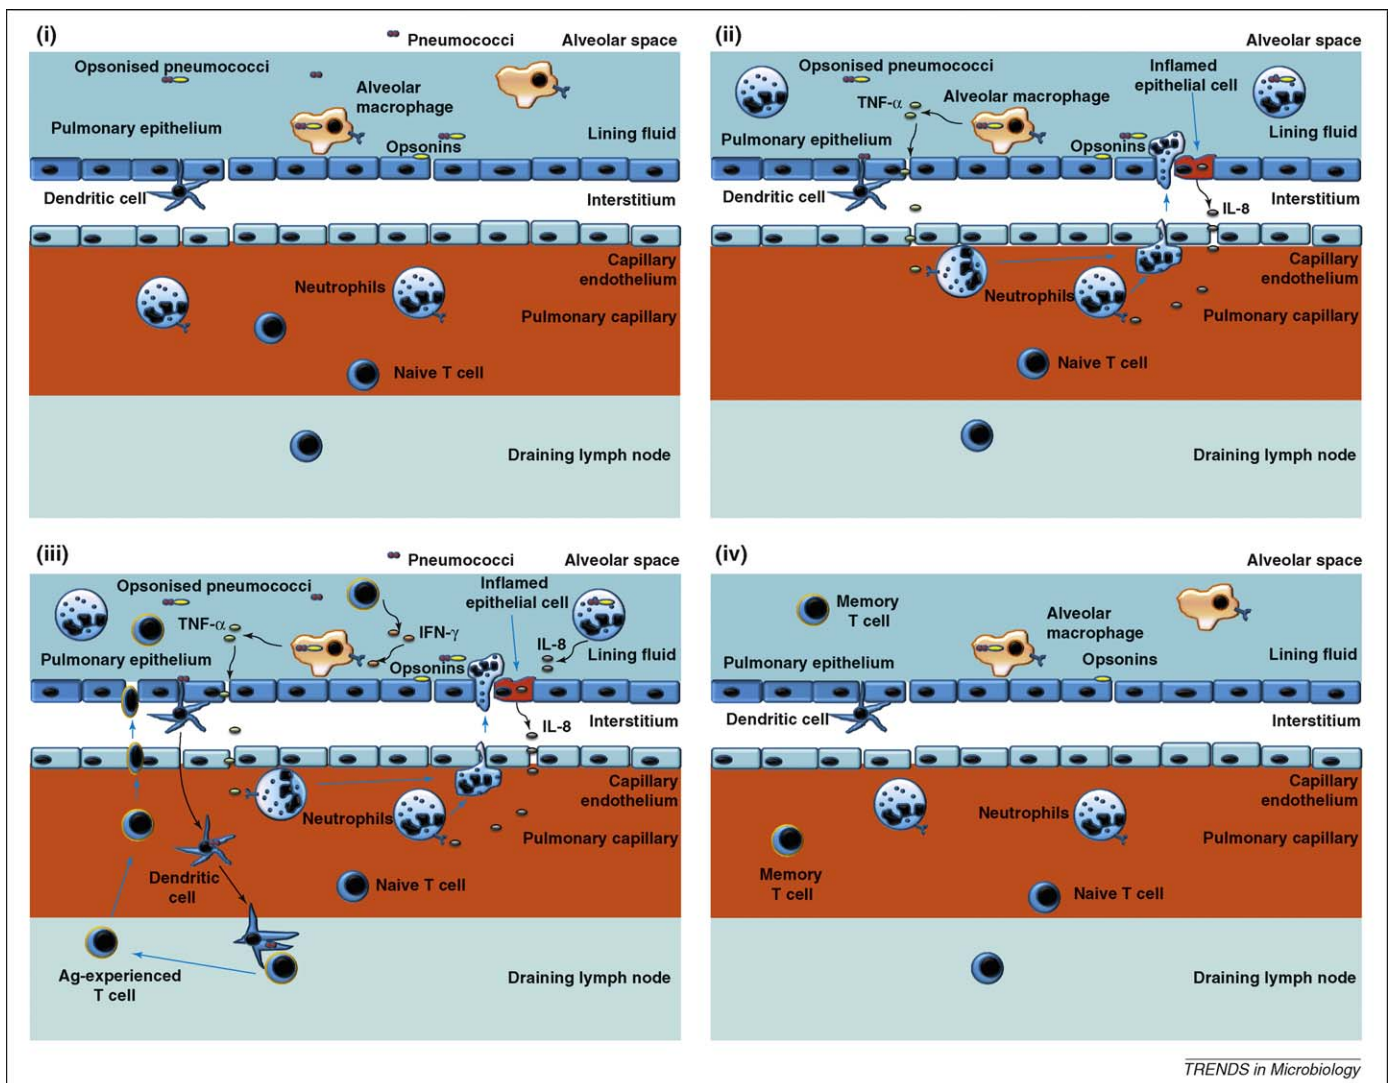 (i)
Pneumococci
Alveolar space
Opsonised pneumococci
Alveolar
macrophage
Pulmonary epithelium
Lining fluid
Opsonins
Dendritic cell
Interstitium
Capillary
endothelium
Neutrophils
Pulmonary capillary
Naive T cell
Draining lymph node
(ii)
Alveolar space
Opsonised pneumococci
Inflamed
epithelial cell
TNF-α
Alveolar macrophage
Lining fluid
Pulmonary epithelium
Opsonins
Dendritic cell
Interstitium
IL-8
Capillary
endothelium
Neutrophils
Pulmonary capillary
Naive T cell
Draining lymph node
(iii)
Pneumococci
Alveolar space
Opsonised pneumococci
Inflamed
epithelial cell
TNF-α
IFN-γ
IL-8
Pulmonary epithelium
Opsonins
Lining fluid
Interstitium
IL-8
Capillary
endothelium
Neutrophils
Pulmonary capillary
Dendritic
cell
Naive T cell
Ag-experienced
T cell
Draining lymph node
(iv)
Alveolar space
Memory
T cell
Alveolar
macrophage
Pulmonary epithelium
Opsonins
Lining fluid
Dendritic cell
Interstitium
Capillary
endothelium
Neutrophils
Pulmonary capillary
Memory
T cell
Naive T cell
Draining lymph node
TRENDS in Microbiology